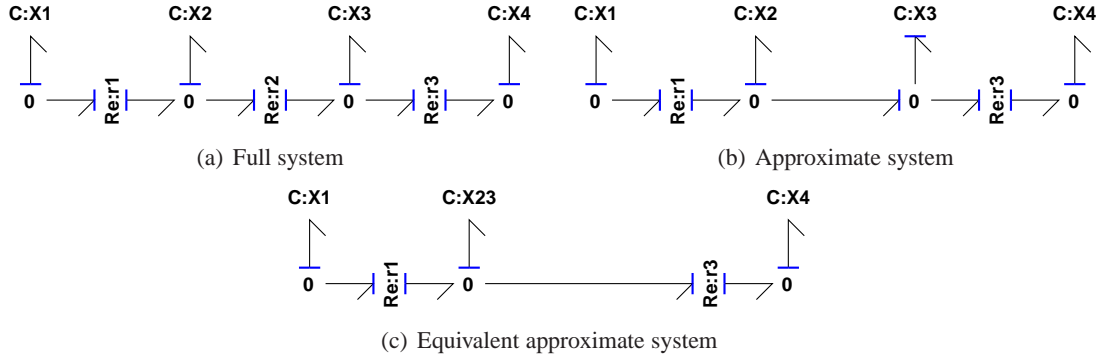 C:X1 C:X2 C:X3 C:X4
0 Re:r1 0 Re:r2 0 Re:r3 0
(a) Full system
C:X1 C:X2 C:X3 C:X4
0 Re:r1 0 0 Re:r3 0
(b) Approximate system
C:X1 C:X23 C:X4
0 Re:r1 0 Re:r3 0
(c) Equivalent approximate system